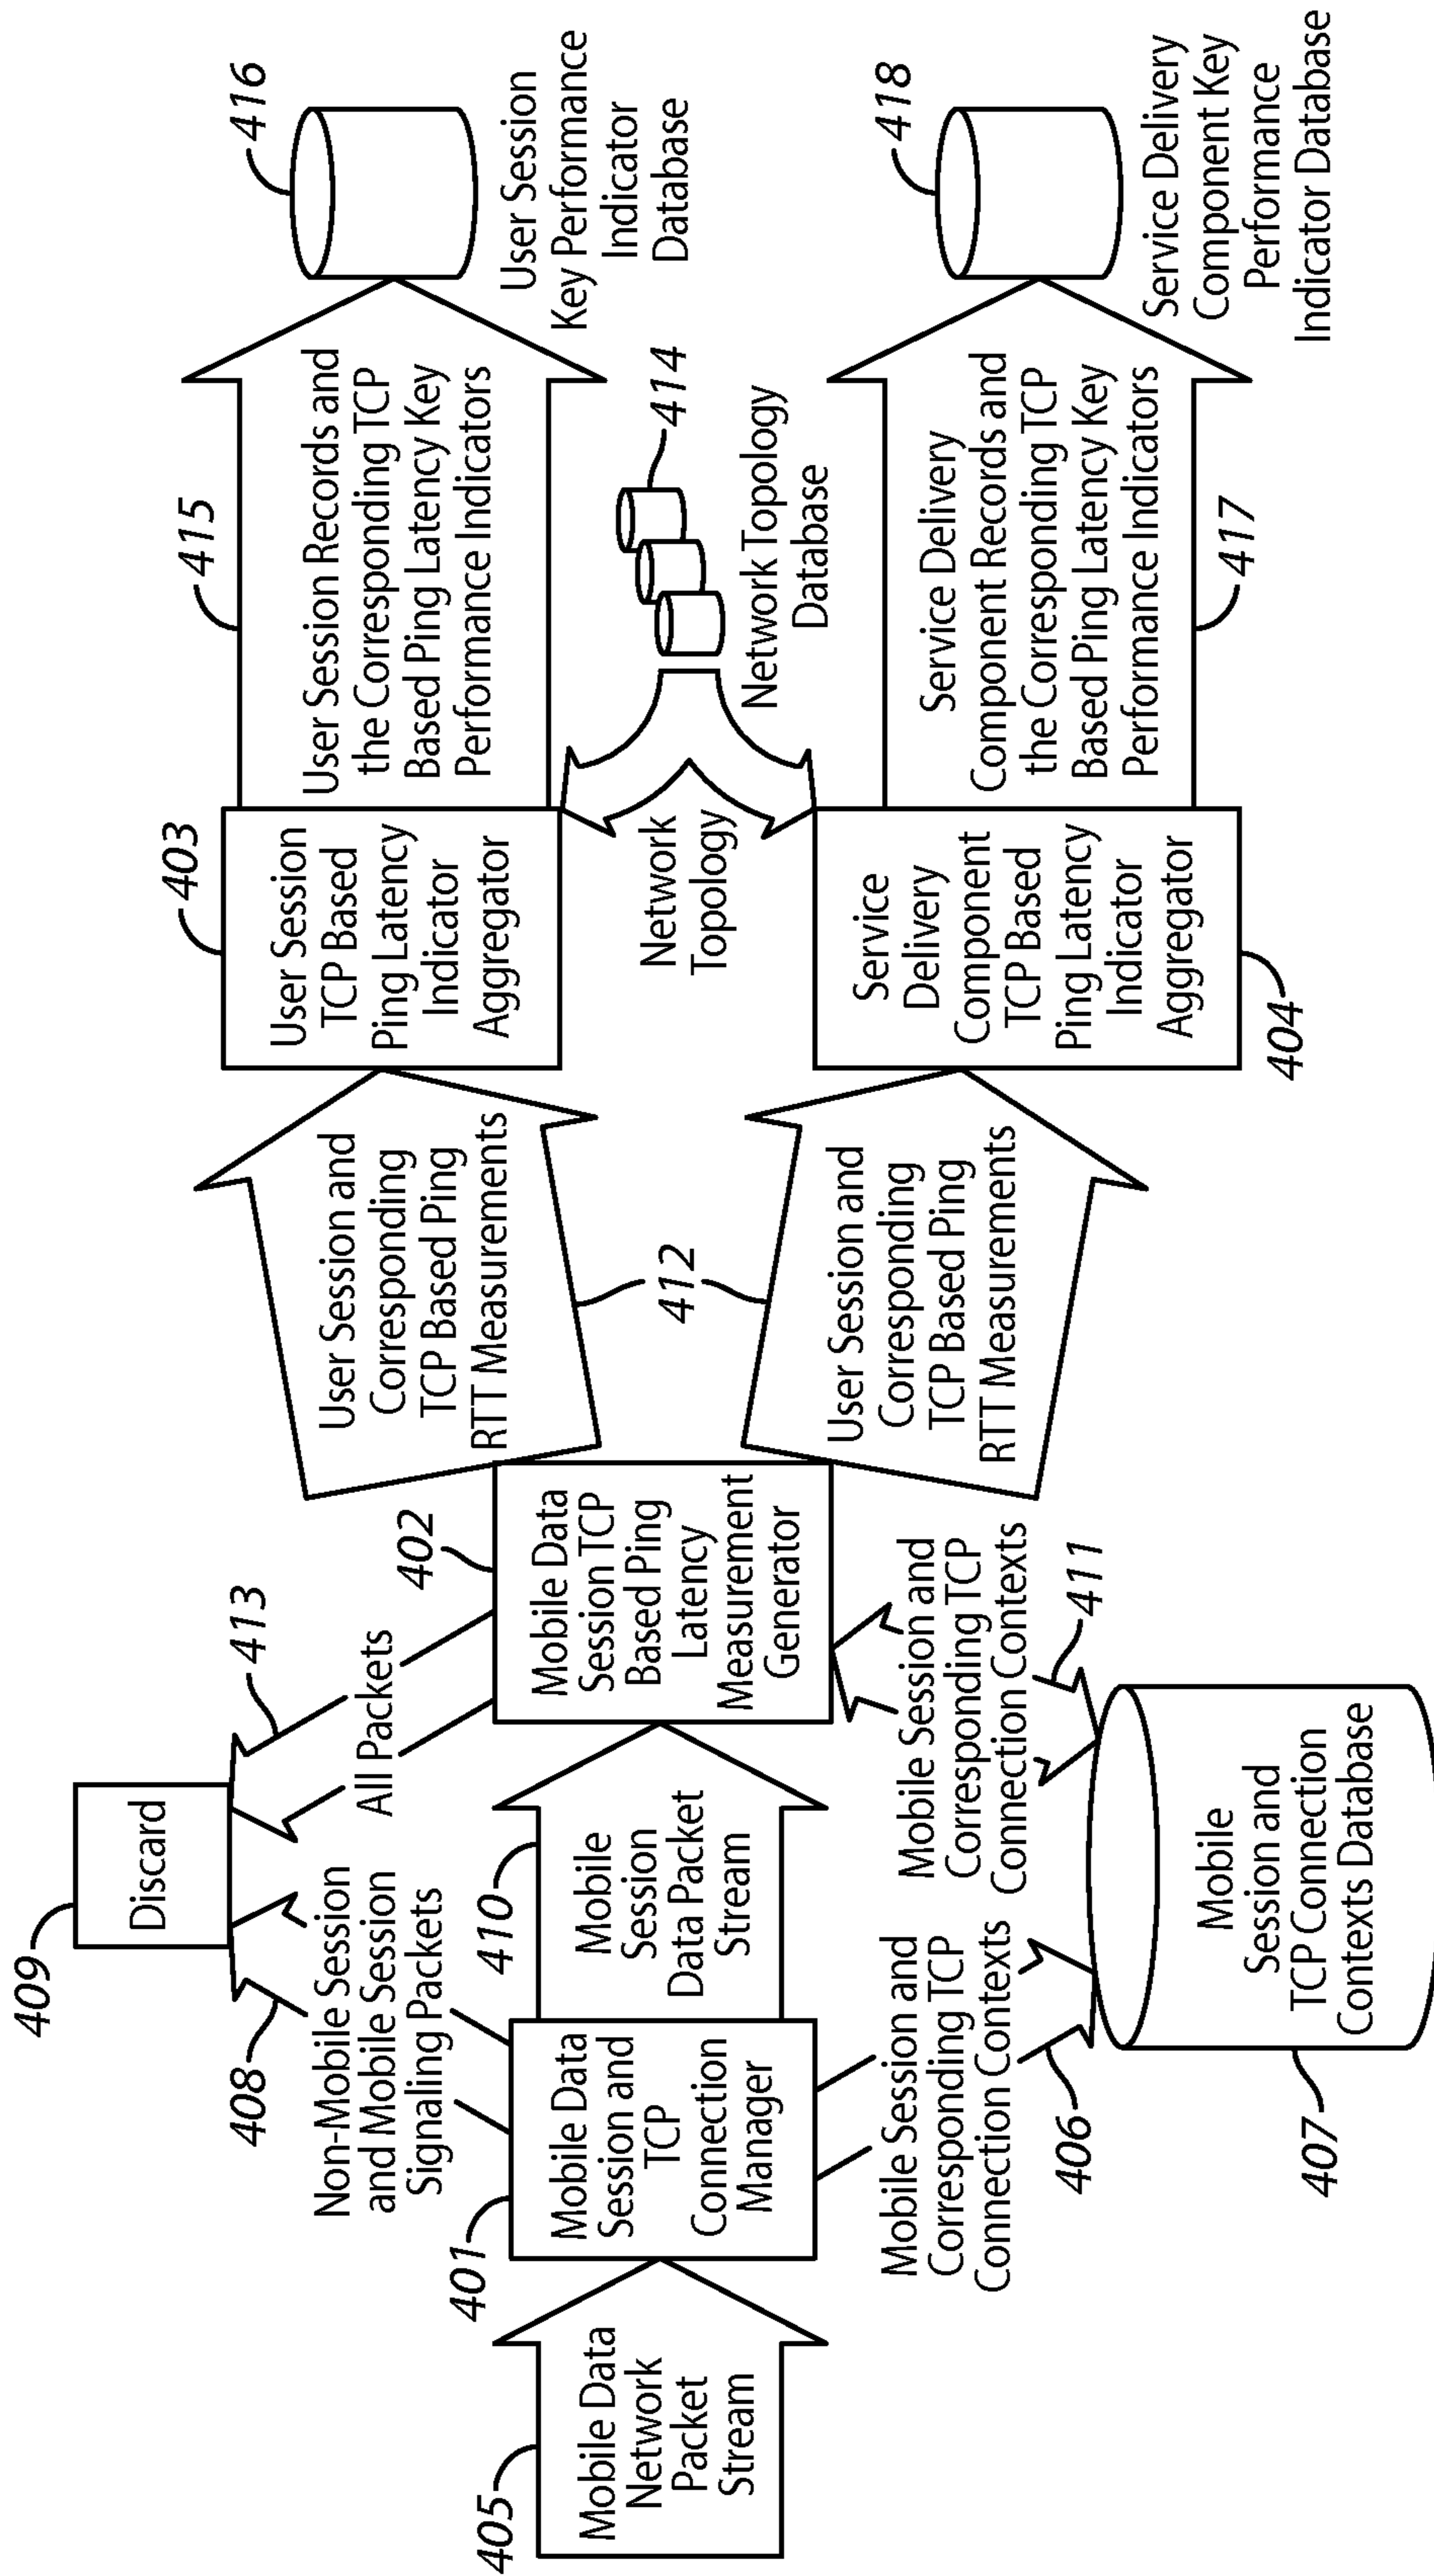 405
Mobile Data
Network
Packet
Stream
401
Mobile Data
Session and
TCP
Connection
Manager
408
Non-Mobile Session
and Mobile Session
Signaling Packets
409
Discard
413
All Packets
410
Mobile
Session
Data Packet
Stream
406
Mobile Session and
Corresponding TCP
Connection Contexts
407
Mobile
Session and
TCP Connection
Contexts Database
411
Mobile Session and
Corresponding TCP
Connection Contexts
402
Mobile Data
Session TCP
Based Ping
Latency
Measurement
Generator
412
User Session and
Corresponding
TCP Based Ping
RTT Measurements
User Session and
Corresponding
TCP Based Ping
RTT Measurements
403
User Session
TCP Based
Ping Latency
Indicator
Aggregator
Network
Topology
404
Service
Delivery
Component
TCP Based
Ping Latency
Indicator
Aggregator
415
User Session Records and
the Corresponding TCP
Based Ping Latency Key
Performance Indicators
414
Network Topology
Database
417
Service Delivery
Component Records and
the Corresponding TCP
Based Ping Latency Key
Performance Indicators
416
User Session
Key Performance
Indicator
Database
418
Service Delivery
Component Key
Performance
Indicator Database